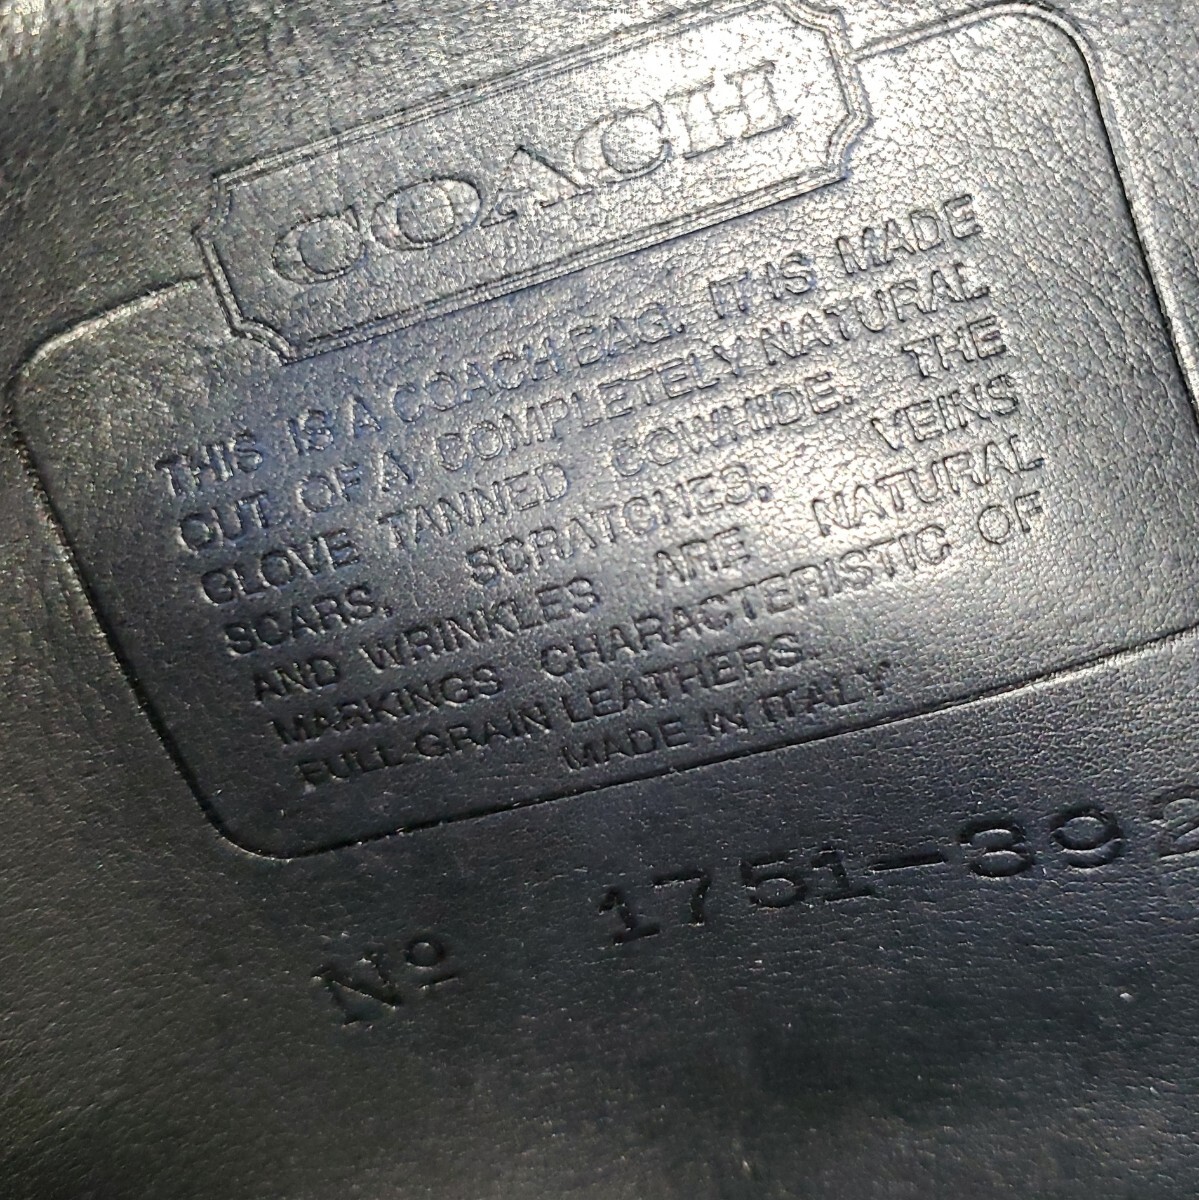 COACH
THIS IS A COACH BAG. IT IS MADE
OUT OF A COMPLETELY NATURAL
GLOVE TANNED COWHIDE. THE
SCARS, SCRATCHES, VEINS
AND WRINKLES ARE NATURAL
MARKINGS CHARACTERISTIC OF
FULL GRAIN LEATHERS.
MADE IN ITALY
Nº 1751-392